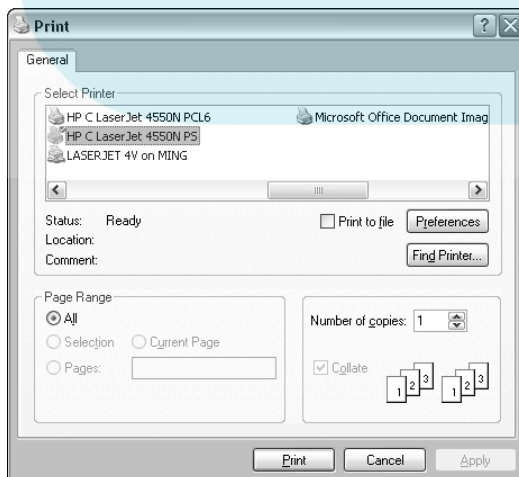 Print
General
Select Printer
HP C LaserJet 4550N PCL6
Microsoft Office Document Imag
HP C LaserJet 4550N PS
LASERJET 4V on MING
Status: Ready
Print to file
Preferences
Location:
Comment:
Find Printer...
Page Range
All
Selection
Current Page
Pages:
Number of copies: 1
Collate
1 2 3 1 2 3
Print
Cancel
Apply